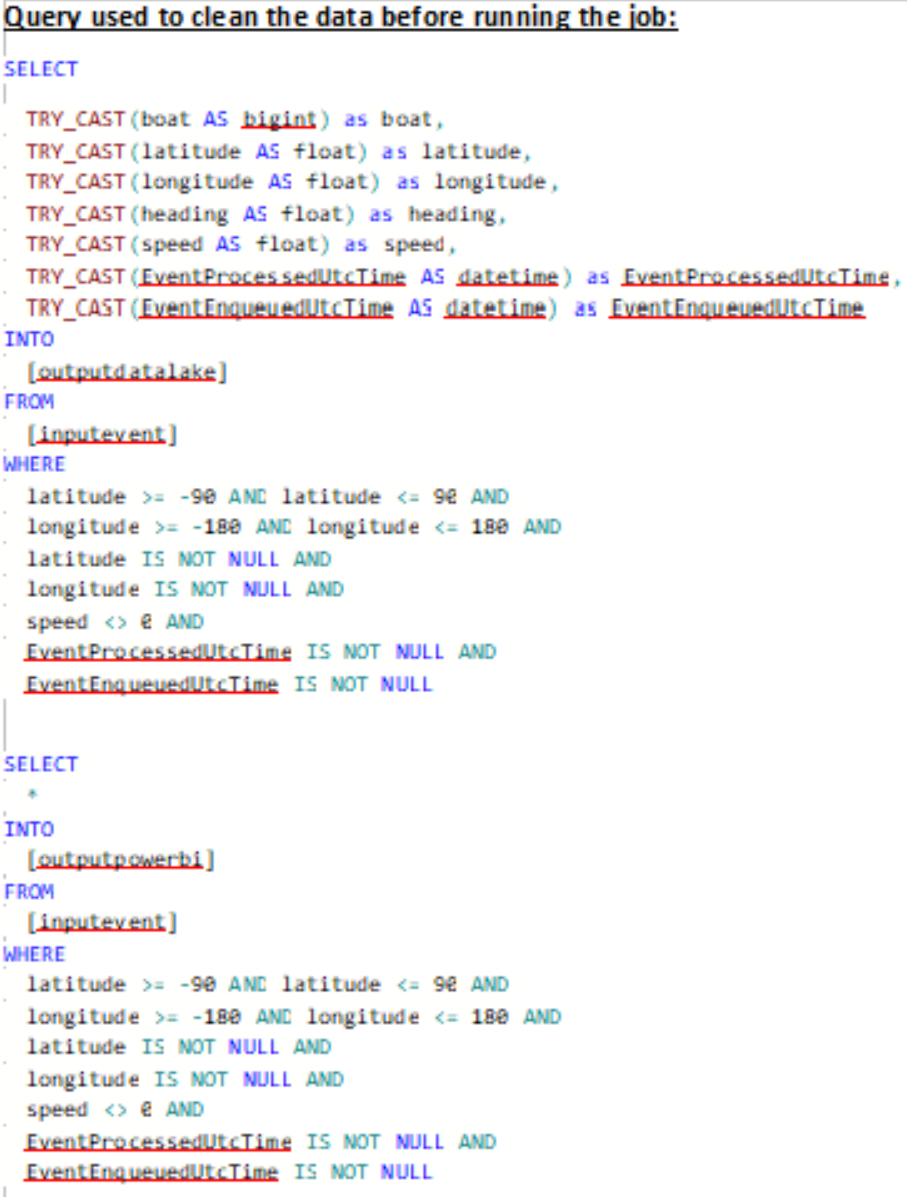 Query used to clean the data before running the job:
SELECT
TRY_CAST(boat AS bigint) as boat,
TRY_CAST(latitude AS float) as latitude,
TRY_CAST(longitude AS float) as longitude,
TRY_CAST(heading AS float) as heading,
TRY_CAST(speed AS float) as speed,
TRY_CAST(EventProcessedUtcTime AS datetime) as EventProcessedUtcTime,
TRY_CAST(EventEnqueuedUtcTime AS datetime) as EventEnqueuedUtcTime
INTO
[outputdatalake]
FROM
[inputevent]
WHERE
latitude >= -90 AND latitude <= 90 AND
longitude >= -180 AND longitude <= 180 AND
latitude IS NOT NULL AND
longitude IS NOT NULL AND
speed <> 0 AND
EventProcessedUtcTime IS NOT NULL AND
EventEnqueuedUtcTime IS NOT NULL
SELECT
*
INTO
[outputpowerbi]
FROM
[inputevent]
WHERE
latitude >= -90 AND latitude <= 90 AND
longitude >= -180 AND longitude <= 180 AND
latitude IS NOT NULL AND
longitude IS NOT NULL AND
speed <> 0 AND
EventProcessedUtcTime IS NOT NULL AND
EventEnqueuedUtcTime IS NOT NULL